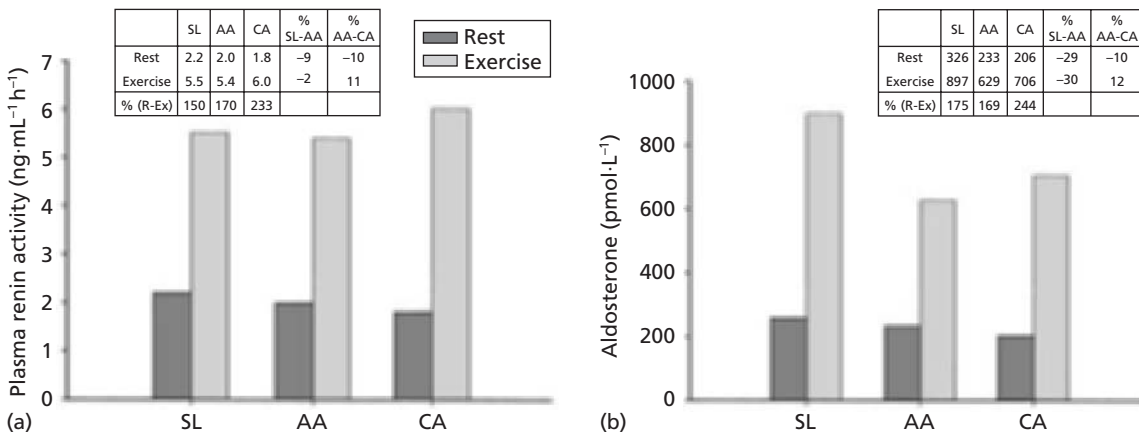 SL AA CA % SL-AA % AA-CA
Rest 2.2 2.0 1.8 –9 –10
Exercise 5.5 5.4 6.0 –2 11
% (R-Ex) 150 170 233
Rest
Exercise
Plasma renin activity (ng·mL⁻¹ h⁻¹)
7
6
5
4
3
2
1
0
SL AA CA
(a)
SL AA CA % SL-AA % AA-CA
Rest 326 233 206 –29 –10
Exercise 897 629 706 –30 12
% (R-Ex) 175 169 244
Aldosterone (pmol·L⁻¹)
1000
800
600
400
200
0
SL AA CA
(b)